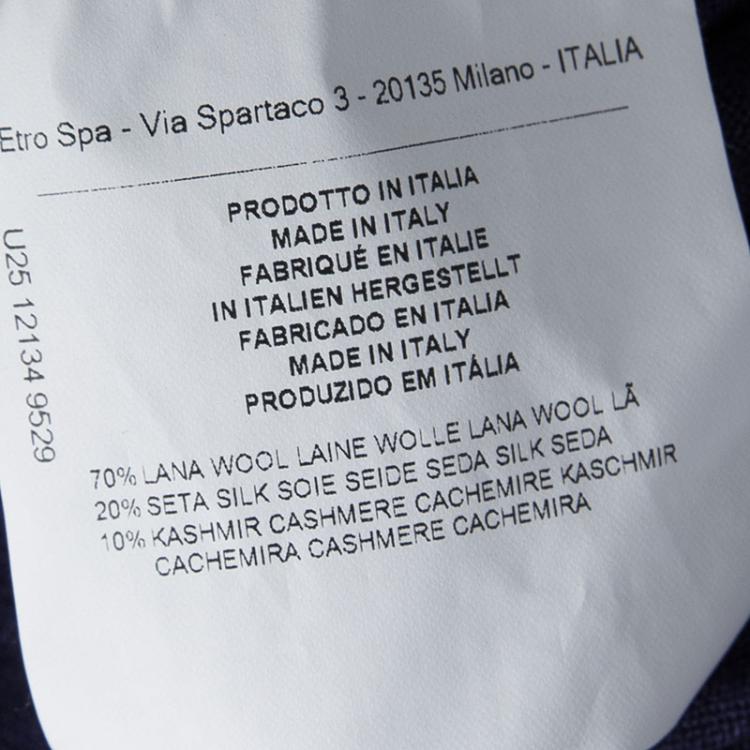 Etro Spa - Via Spartaco 3 - 20135 Milano - ITALIA
PRODOTTO IN ITALIA
MADE IN ITALY
FABRIQUÉ EN ITALIE
IN ITALIEN HERGESTELLT
FABRICADO EN ITALIA
MADE IN ITALY
PRODUZIDO EM ITÁLIA
U25 12134 9529
70% LANA WOOL LAINE WOLLE LANA WOOL LÃ
20% SETA SILK SOIE SEIDE SEDA SILK SEDA
10% KASHMIR CASHMERE CACHEMIRE KASCHMIR
CACHEMIRA CASHMERE CACHEMIRA